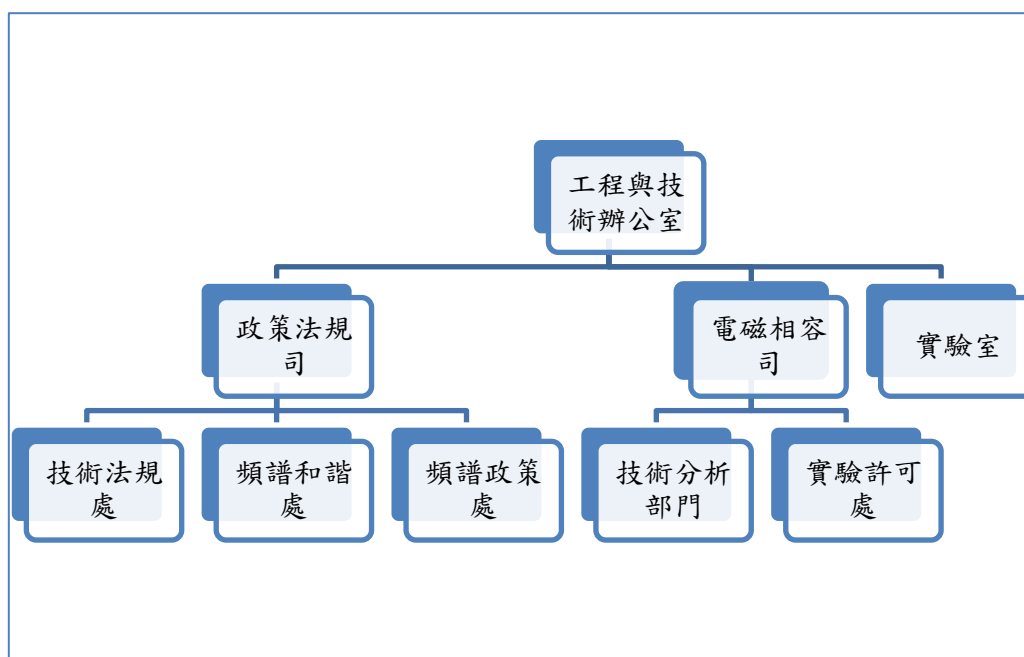 工程與技
術辦公室
政策法規
司
電磁相容
司
實驗室
技術法規
處
頻譜和諧
處
頻譜政策
處
技術分析
部門
實驗許可
處